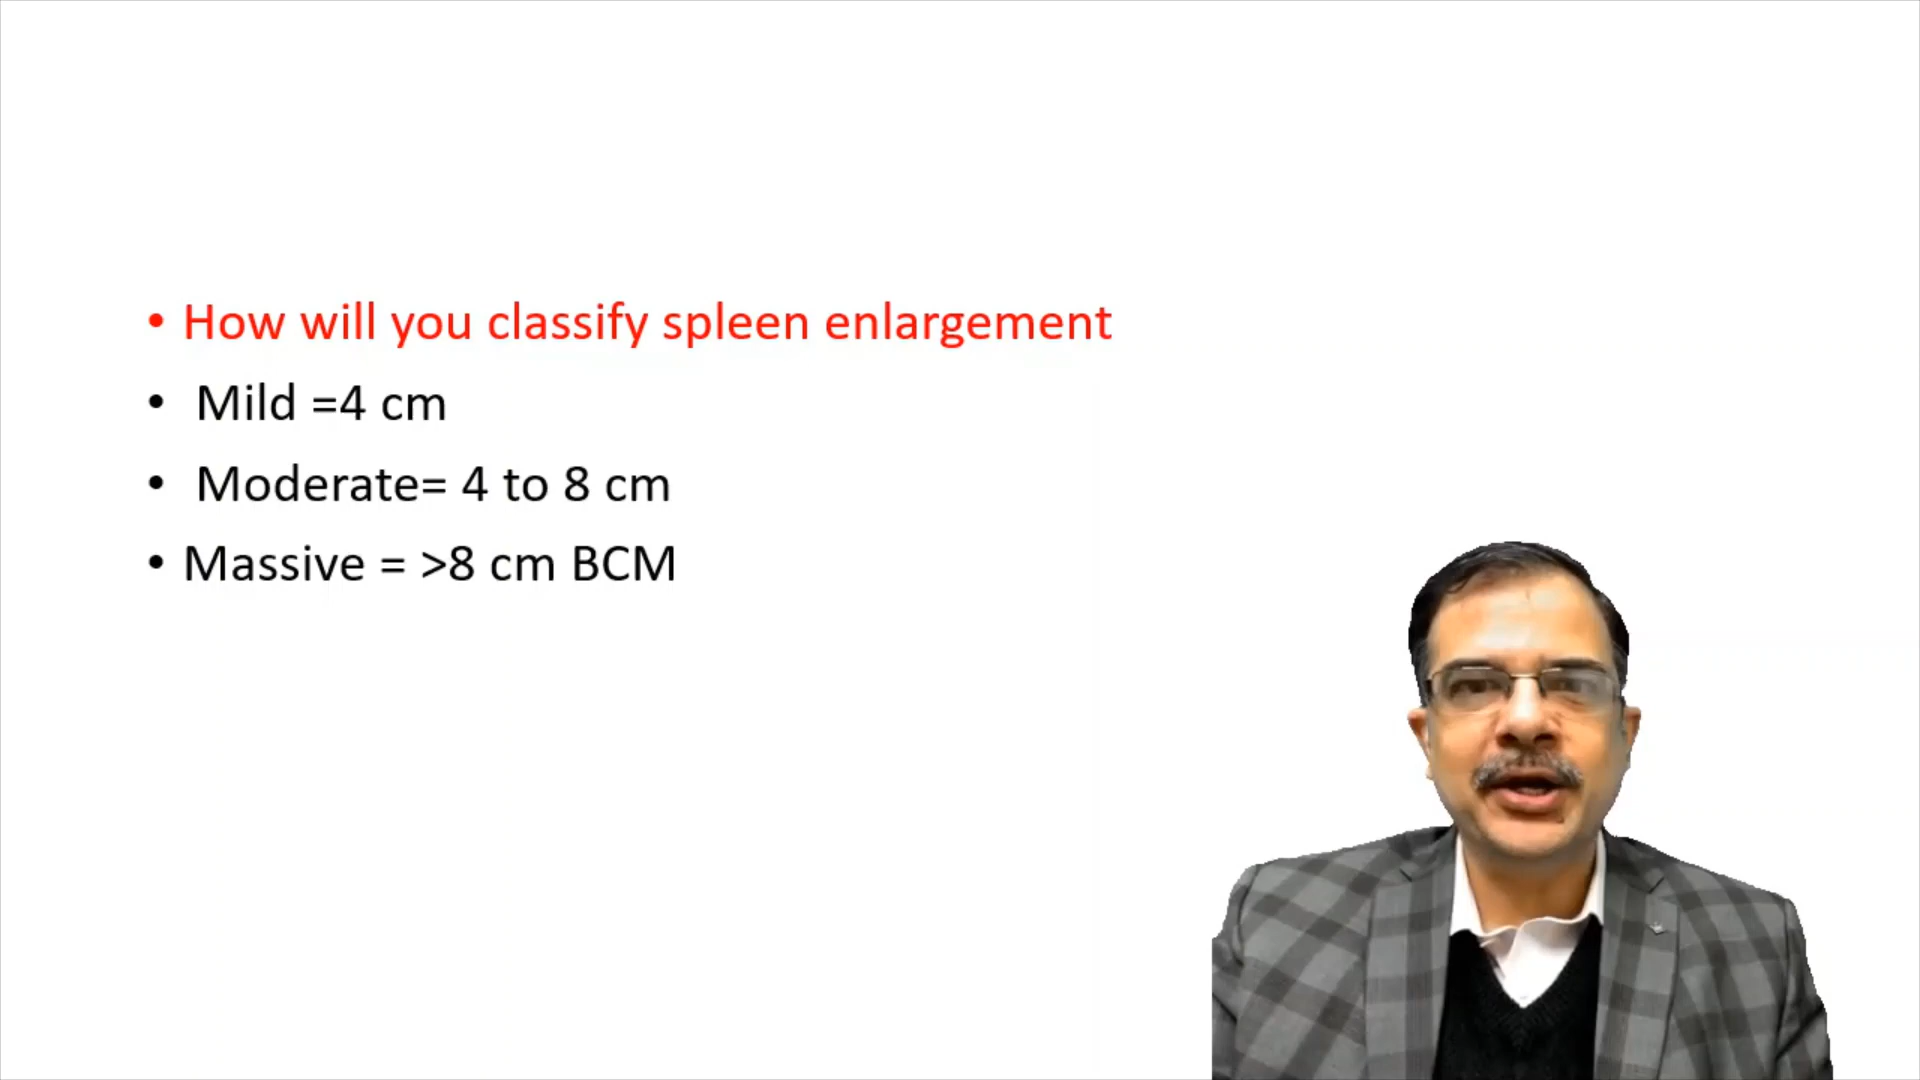 • How will you classify spleen enlargement
• Mild =4 cm
• Moderate= 4 to 8 cm
• Massive = >8 cm BCM